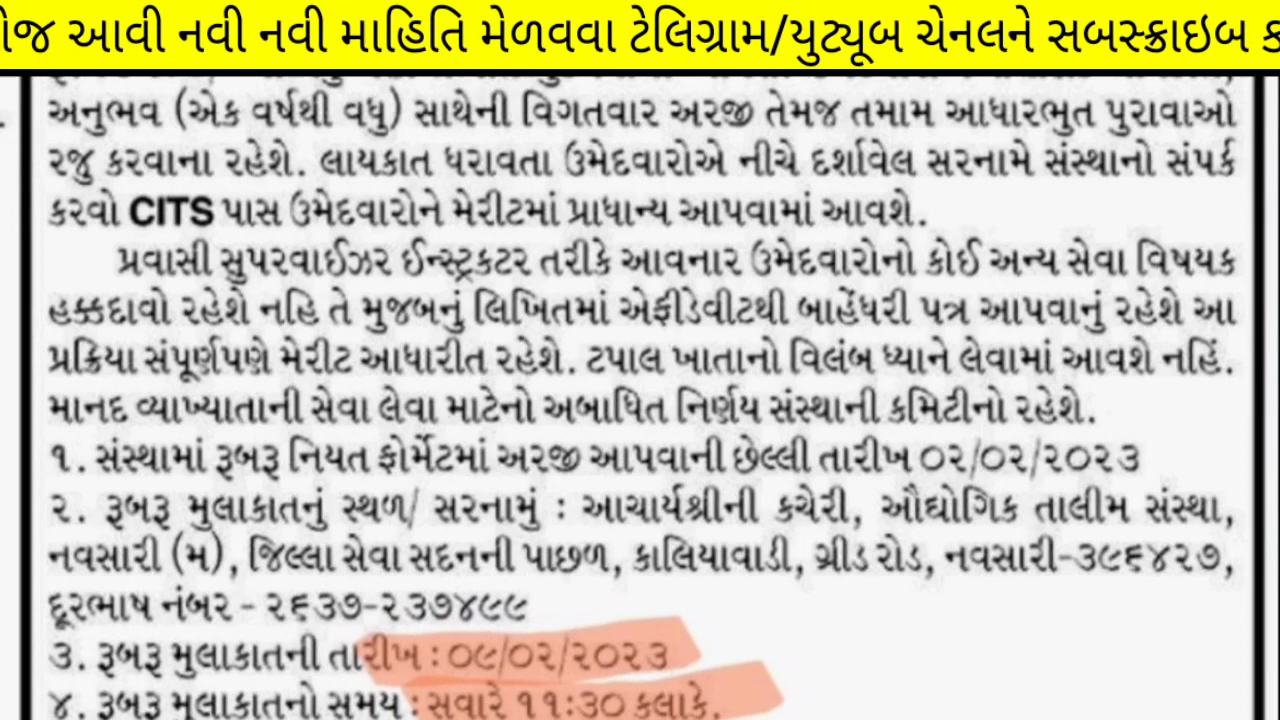 આવી નવી નવી માહિતિ મેળવવા ટેલિગ્રામ/યુટ્યૂબ ચેનલને સબસ્ક્રાઇબ
અનુભવ (એક વર્ષથી વધુ) સાથેની વિગતવાર અરજી તેમજ તમામ આધારભુત પુરાવાઓ
રજુ કરવાના રહેશે. લાયકાત ધરાવતા ઉમેદવારોએ નીચે દર્શાવેલ સરનામે સંસ્થાનો સંપર્ક
કરવો CITS પાસ ઉમેદવારોને મેરીટમાં પ્રાધાન્ય આપવામાં આવશે.
પ્રવાસી સુપરવાઈઝર ઈન્સ્ટ્રકટર તરીકે આવનાર ઉમેદવારોનો કોઈ અન્ય સેવા વિષયક
હક્કદાવો રહેશે નહિ તે મુજબનું લિખિતમાં એફીડેવીટથી બાહેંધરી પત્ર આપવાનું રહેશે આ
પ્રક્રિયા સંપૂર્ણપણે મેરીટ આધારીત રહેશે. ટપાલ ખાતાનો વિલંબ ધ્યાને લેવામાં આવશે નહિં.
માનદ વ્યાખ્યાતાની સેવા લેવા માટેનો અબાધિત નિર્ણય સંસ્થાની કમિટીનો રહેશે.
૧. સંસ્થામાં રૂબરૂ નિયત ફોર્મેટમાં અરજી આપવાની છેલ્લી તારીખ ૦૨/૦૨/૨૦૨૩
૨. રૂબરૂ મુલાકાતનું સ્થળ/ સરનામું : આચાર્યશ્રીની કચેરી, ઔદ્યોગિક તાલીમ સંસ્થા,
નવસારી (મ), જિલ્લા સેવા સદનની પાછળ, કાલિયાવાડી, ગ્રીડ રોડ, નવસારી-૩૯૬૪૨૭,
દૂરભાષ નંબર - ૨૬૩૭-૨૩૭૪૯૯
૩. રૂબરૂ મુલાકાતની તારીખ : ૦૯/૦૨/૨૦૨૩
૪. રૂબરૂ મુલાકાતનો સમય : સવારે ૧૧:૩૦ કલાકે.